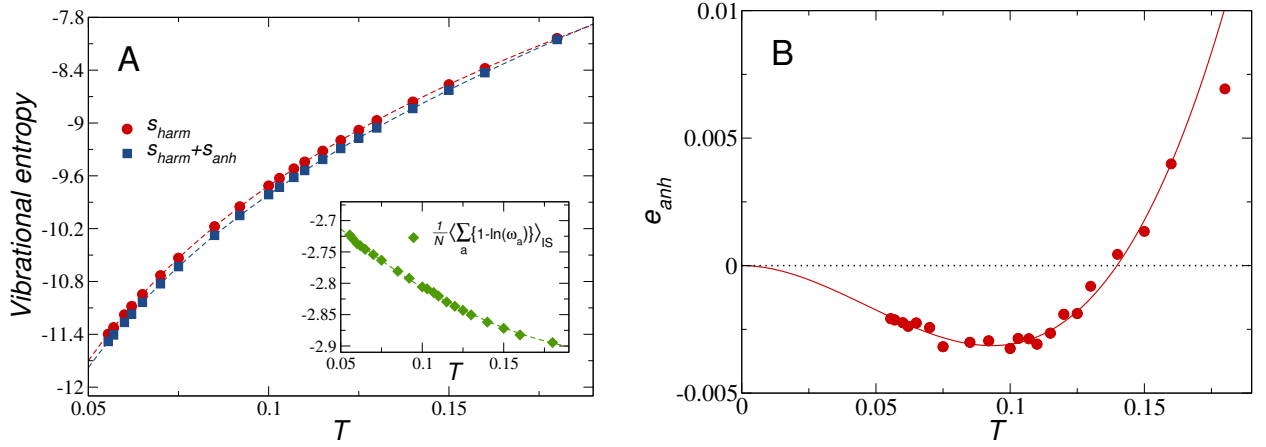 A
Vibrational entropy
-7.8
-8.4
-9
-9.6
-10.2
-10.8
-11.4
-12
s_harm
s_harm+s_anh
0.05
0.1
0.15
T
-2.7
-2.75
-2.8
-2.85
-2.9
1/N ⟨∑_a {1-ln(ω_a)}⟩_IS
0.05
0.1
0.15
T
B
e_anh
0.01
0.005
0
-0.005
0
0.05
0.1
0.15
T